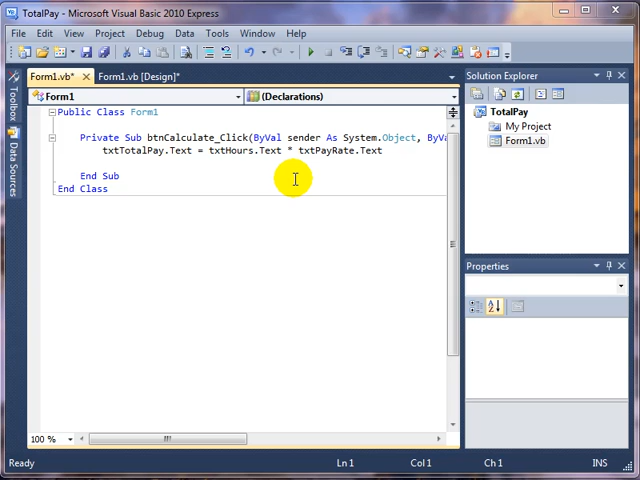 TotalPay - Microsoft Visual Basic 2010 Express
File Edit View Project Debug Data Tools Window Help
Form1.vb* Form1.vb [Design]*
Form1 (Declarations)
Public Class Form1
Private Sub btnCalculate_Click(ByVal sender As System.Object, ByVa
txtTotalPay.Text = txtHours.Text * txtPayRate.Text
End Sub
End Class
Toolbox
Data Sources
Solution Explorer
TotalPay
My Project
Form1.vb
Properties
100 %
Ready Ln 1 Col 1 Ch 1 INS